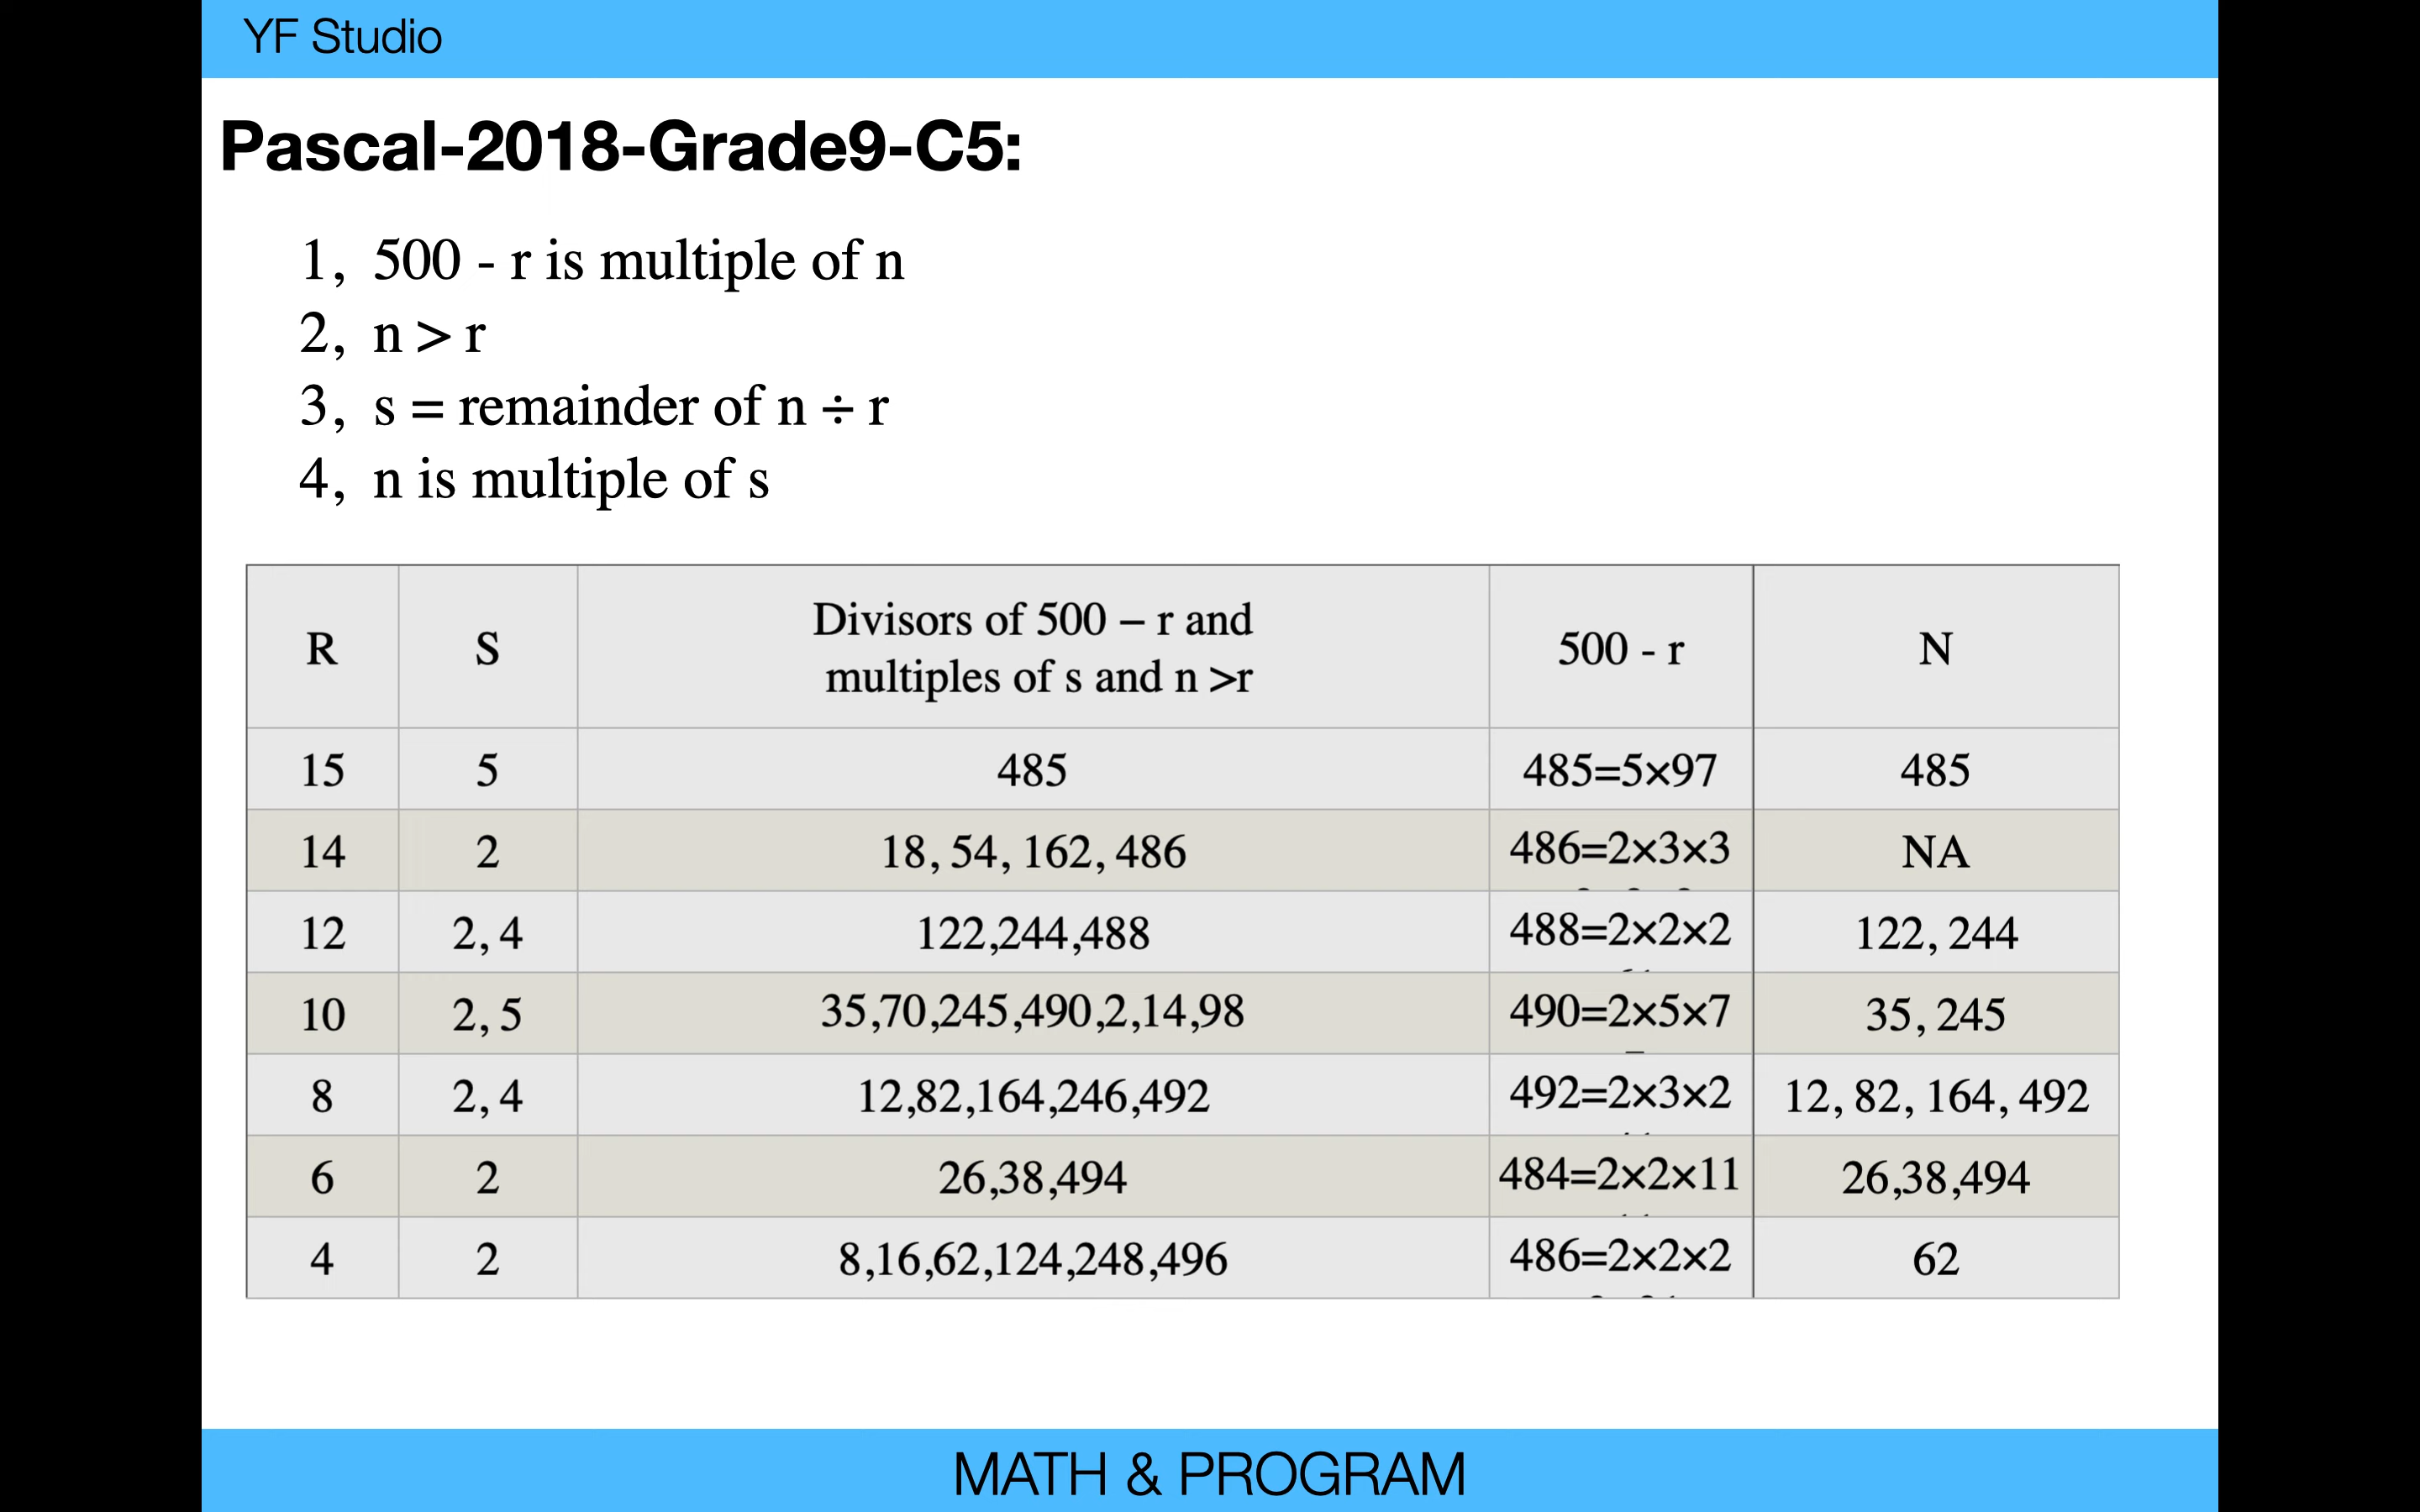 YF Studio
Pascal-2018-Grade9-C5:
1, 500 - r is multiple of n
2, n > r
3, s = remainder of n ÷ r
4, n is multiple of s
R S Divisors of 500 – r and multiples of s and n >r 500 - r N
15 5 485 485=5×97 485
14 2 18, 54, 162, 486 486=2×3×3 NA
12 2, 4 122,244,488 488=2×2×2 122, 244
10 2, 5 35,70,245,490,2,14,98 490=2×5×7 35, 245
8 2, 4 12,82,164,246,492 492=2×3×2 12, 82, 164, 492
6 2 26,38,494 484=2×2×11 26,38,494
4 2 8,16,62,124,248,496 486=2×2×2 62
MATH & PROGRAM